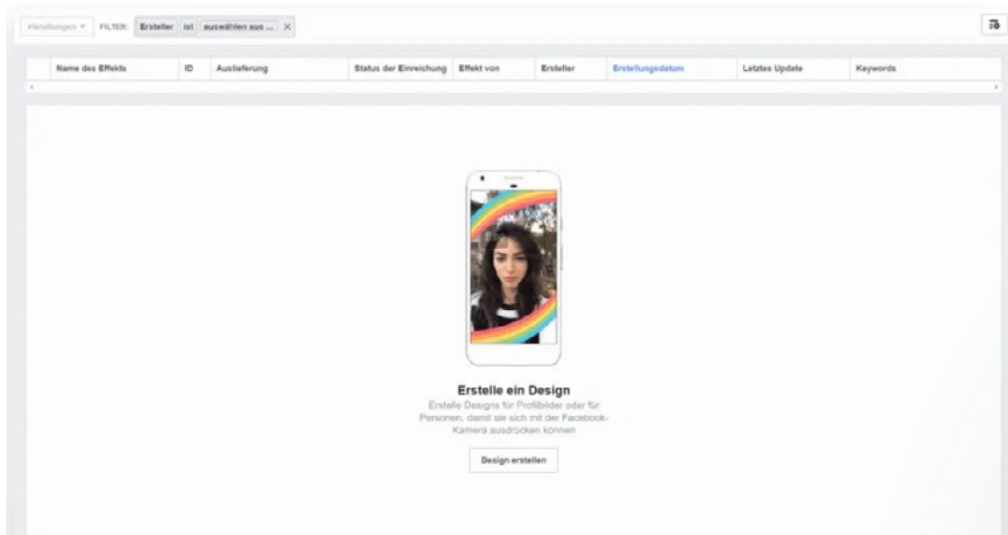 Handlungen FILTER: Ersteller ist auswählen aus ... X
Name des Effekts ID Auslieferung Status der Einreichung Effekt von Ersteller Erstellungsdatum Letztes Update Keywords
Erstelle ein Design
Erstelle Designs für Profilbilder oder für
Personen, damit sie sich mit der Facebook-
Kamera ausdrücken können
Design erstellen